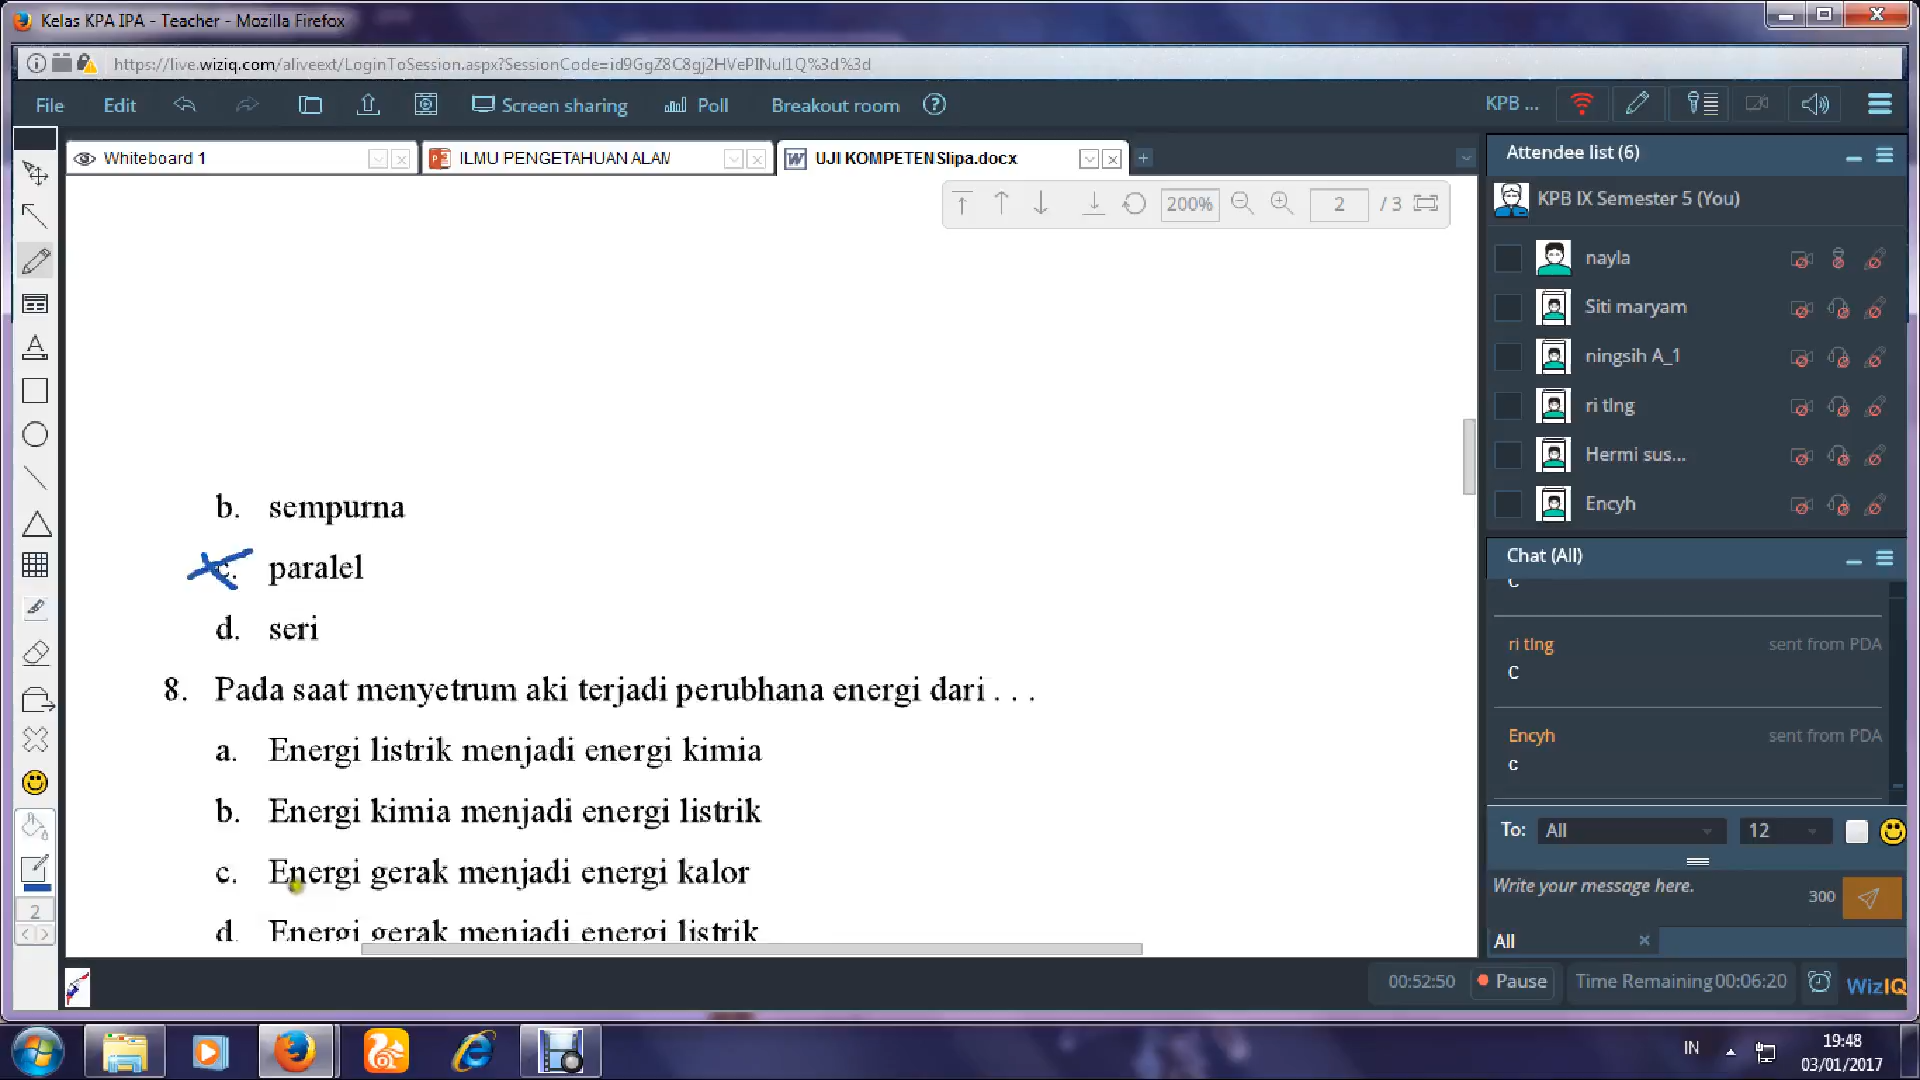 Kelas KPA IPA - Teacher - Mozilla Firefox
https://live.wiziq.com/aliveext/LoginToSession.aspx?SessionCode=id9GgZ8C8gj2HVePINul1Q%3d%3d
File Edit Screen sharing Poll Breakout room ? KPB ...
Whiteboard 1 ILMU PENGETAHUAN ALAM UJI KOMPETENSIipa.docx
200% 2 / 3
b. sempurna
c. paralel
d. seri
8. Pada saat menyetrum aki terjadi perubhana energi dari . . .
a. Energi listrik menjadi energi kimia
b. Energi kimia menjadi energi listrik
c. Energi gerak menjadi energi kalor
d. Energi gerak menjadi energi listrik
2
Attendee list (6)
KPB IX Semester 5 (You)
nayla
Siti maryam
ningsih A_1
ri tIng
Hermi sus...
Encyh
Chat (All)
C
ri tIng sent from PDA
C
Encyh sent from PDA
c
To: All 12
Write your message here. 300
All
00:52:50 Pause Time Remaining 00:06:20 WizIQ
IN 19:48
03/01/2017